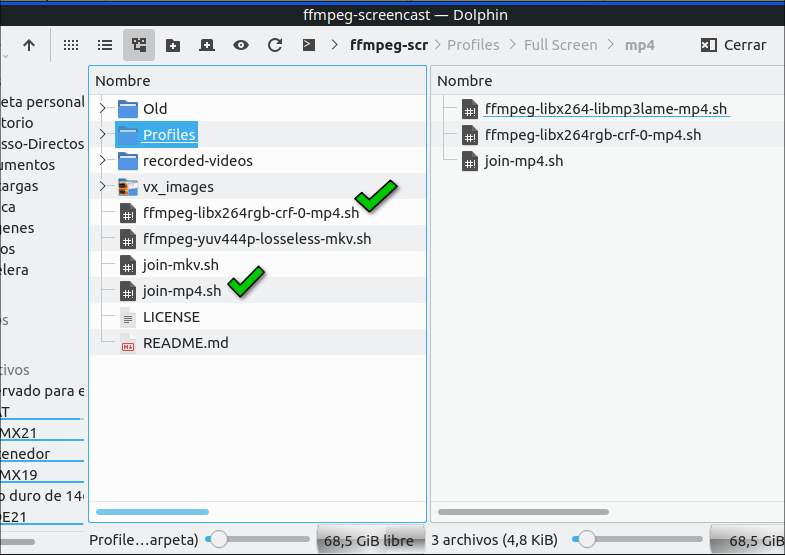 ffmpeg-screencast — Dolphin
ffmpeg-scr Profiles Full Screen mp4 Cerrar
Nombre
Old
Profiles
recorded-videos
vx_images
ffmpeg-libx264rgb-crf-0-mp4.sh
ffmpeg-yuv444p-losseless-mkv.sh
join-mkv.sh
join-mp4.sh
LICENSE
README.md
Nombre
ffmpeg-libx264-libmp3lame-mp4.sh
ffmpeg-libx264rgb-crf-0-mp4.sh
join-mp4.sh
eta personal
torio
sso-Directos
umentos
cargas
ca
genes
os
elera
os
tivos
ervado para e
AT
MX21
tenedor
MX19
o duro de 14
DE21
Profile…arpeta) 68,5 GiB libre
3 archivos (4,8 KiB) 68,5 GiB